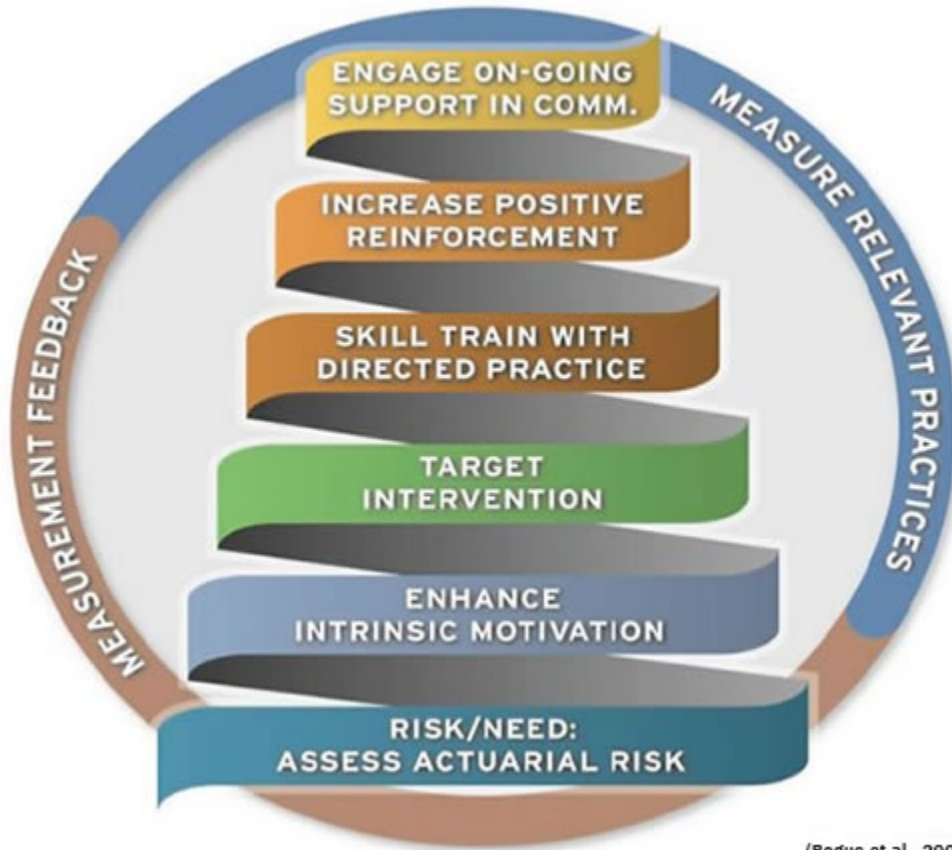 ENGAGE ON-GOING
SUPPORT IN COMM.
INCREASE POSITIVE
REINFORCEMENT
SKILL TRAIN WITH
DIRECTED PRACTICE
TARGET
INTERVENTION
ENHANCE
INTRINSIC MOTIVATION
RISK/NEED:
ASSESS ACTUARIAL RISK
MEASUREMENT FEEDBACK
MEASURE RELEVANT PRACTICES